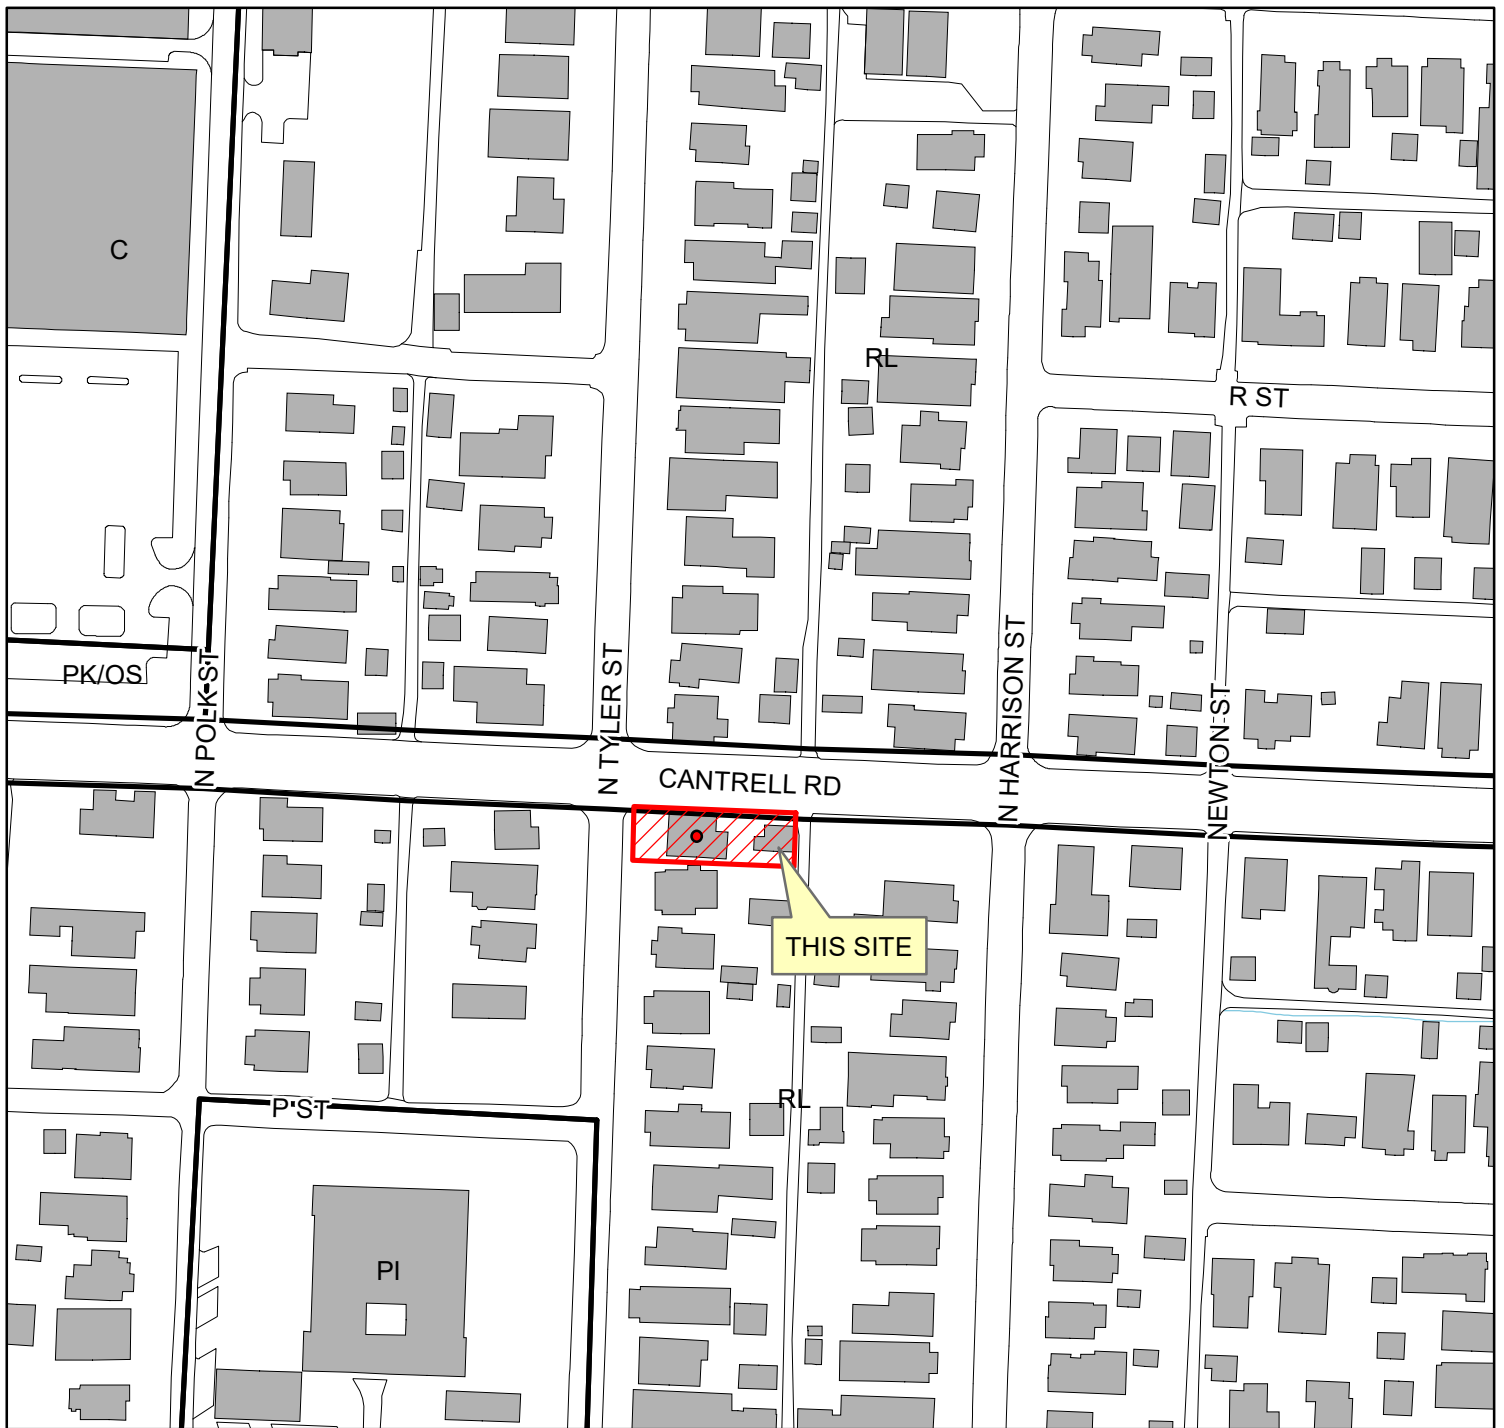 C
RL
R ST
PK/OS
N POLK ST
N TYLER ST
N HARRISON ST
NEWTON ST
CANTRELL RD
THIS SITE
RL
P ST
PI